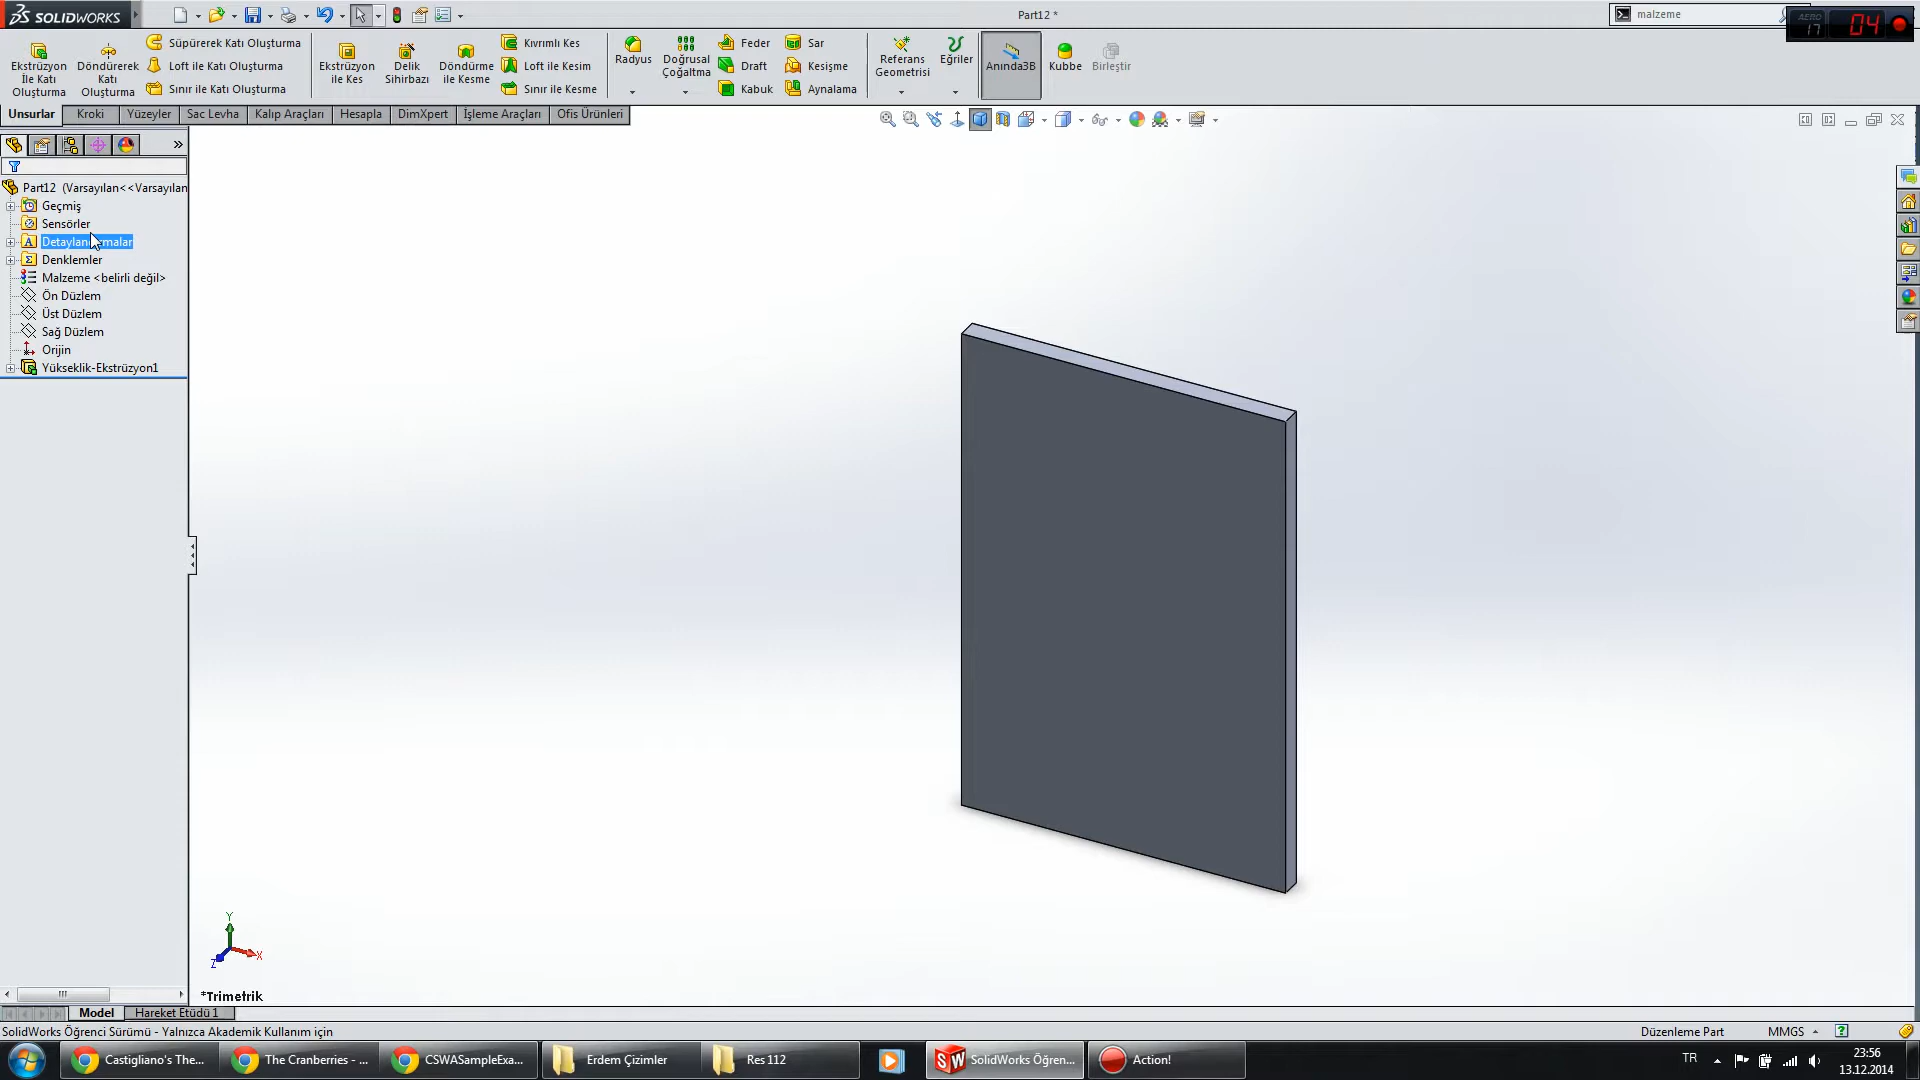 SOLIDWORKS
Part12 *
malzeme
AERO
17
04
Ekstrüzyon
İle Katı
Oluşturma
Döndürerek
Katı
Oluşturma
Süpürerek Katı Oluşturma
Loft ile Katı Oluşturma
Sınır ile Katı Oluşturma
Ekstrüzyon
ile Kes
Delik
Sihirbazı
Döndürme
ile Kesme
Kıvrımlı Kes
Loft ile Kesim
Sınır ile Kesme
Radyus
Doğrusal
Çoğaltma
Feder
Draft
Kabuk
Sar
Kesişme
Aynalama
Referans
Geometrisi
Eğriler
Anında3B
Kubbe
Birleştir
Unsurlar
Kroki
Yüzeyler
Sac Levha
Kalıp Araçları
Hesapla
DimXpert
İşleme Araçları
Ofis Ürünleri
Part12 (Varsayılan<<Varsayılan
Geçmiş
Sensörler
A
Σ
Denklemler
Malzeme <belirli değil>
Ön Düzlem
Üst Düzlem
Sağ Düzlem
Orijin
Yükseklik-Ekstrüzyon1
Y
X
Z
*Trimetrik
Model
Hareket Etüdü 1
SolidWorks Öğrenci Sürümü - Yalnızca Akademik Kullanım için
Düzenleme Part
MMGS
?
Castigliano's The...
The Cranberries - ...
CSWASampleExa...
Erdem Çizimler
Res 112
SW
SolidWorks Öğren...
Action!
TR
23:56
13.12.2014